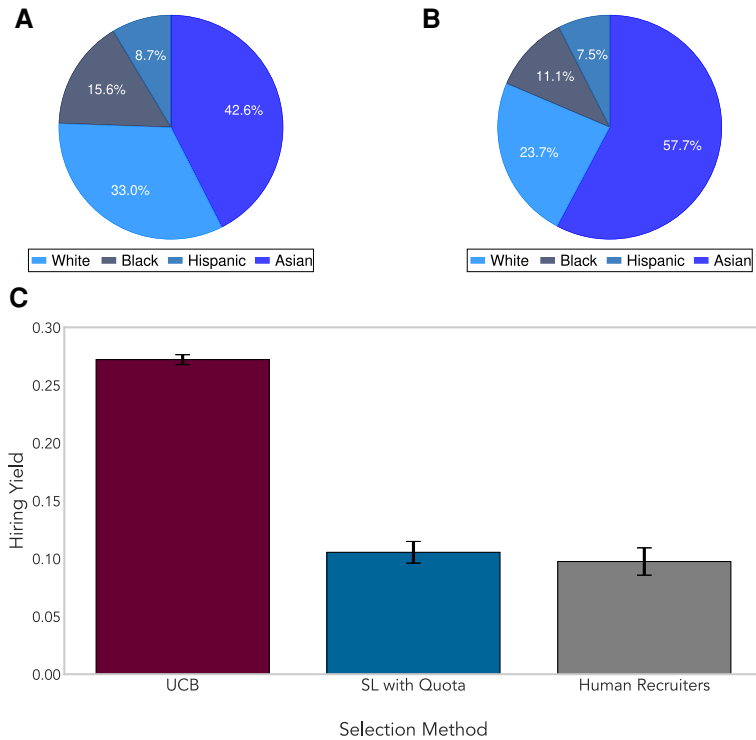 A
B
8.7%
15.6%
42.6%
33.0%
7.5%
11.1%
23.7%
57.7%
White Black Hispanic Asian
White Black Hispanic Asian
C
0.30
0.25
0.20
0.15
0.10
0.05
0.00
Hiring Yield
UCB SL with Quota Human Recruiters
Selection Method